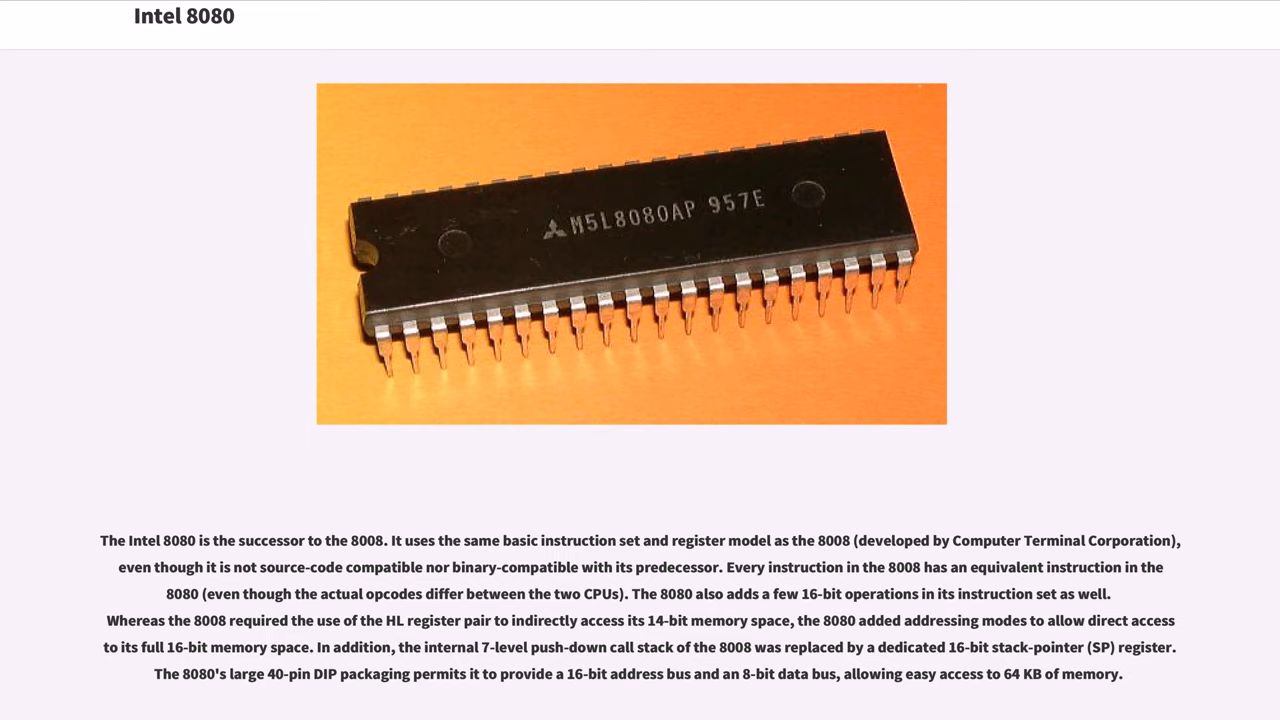 Intel 8080
M5L8080AP 957E
The Intel 8080 is the successor to the 8008. It uses the same basic instruction set and register model as the 8008 (developed by Computer Terminal Corporation),
even though it is not source-code compatible nor binary-compatible with its predecessor. Every instruction in the 8008 has an equivalent instruction in the
8080 (even though the actual opcodes differ between the two CPUs). The 8080 also adds a few 16-bit operations in its instruction set as well.
Whereas the 8008 required the use of the HL register pair to indirectly access its 14-bit memory space, the 8080 added addressing modes to allow direct access
to its full 16-bit memory space. In addition, the internal 7-level push-down call stack of the 8008 was replaced by a dedicated 16-bit stack-pointer (SP) register.
The 8080's large 40-pin DIP packaging permits it to provide a 16-bit address bus and an 8-bit data bus, allowing easy access to 64 KB of memory.